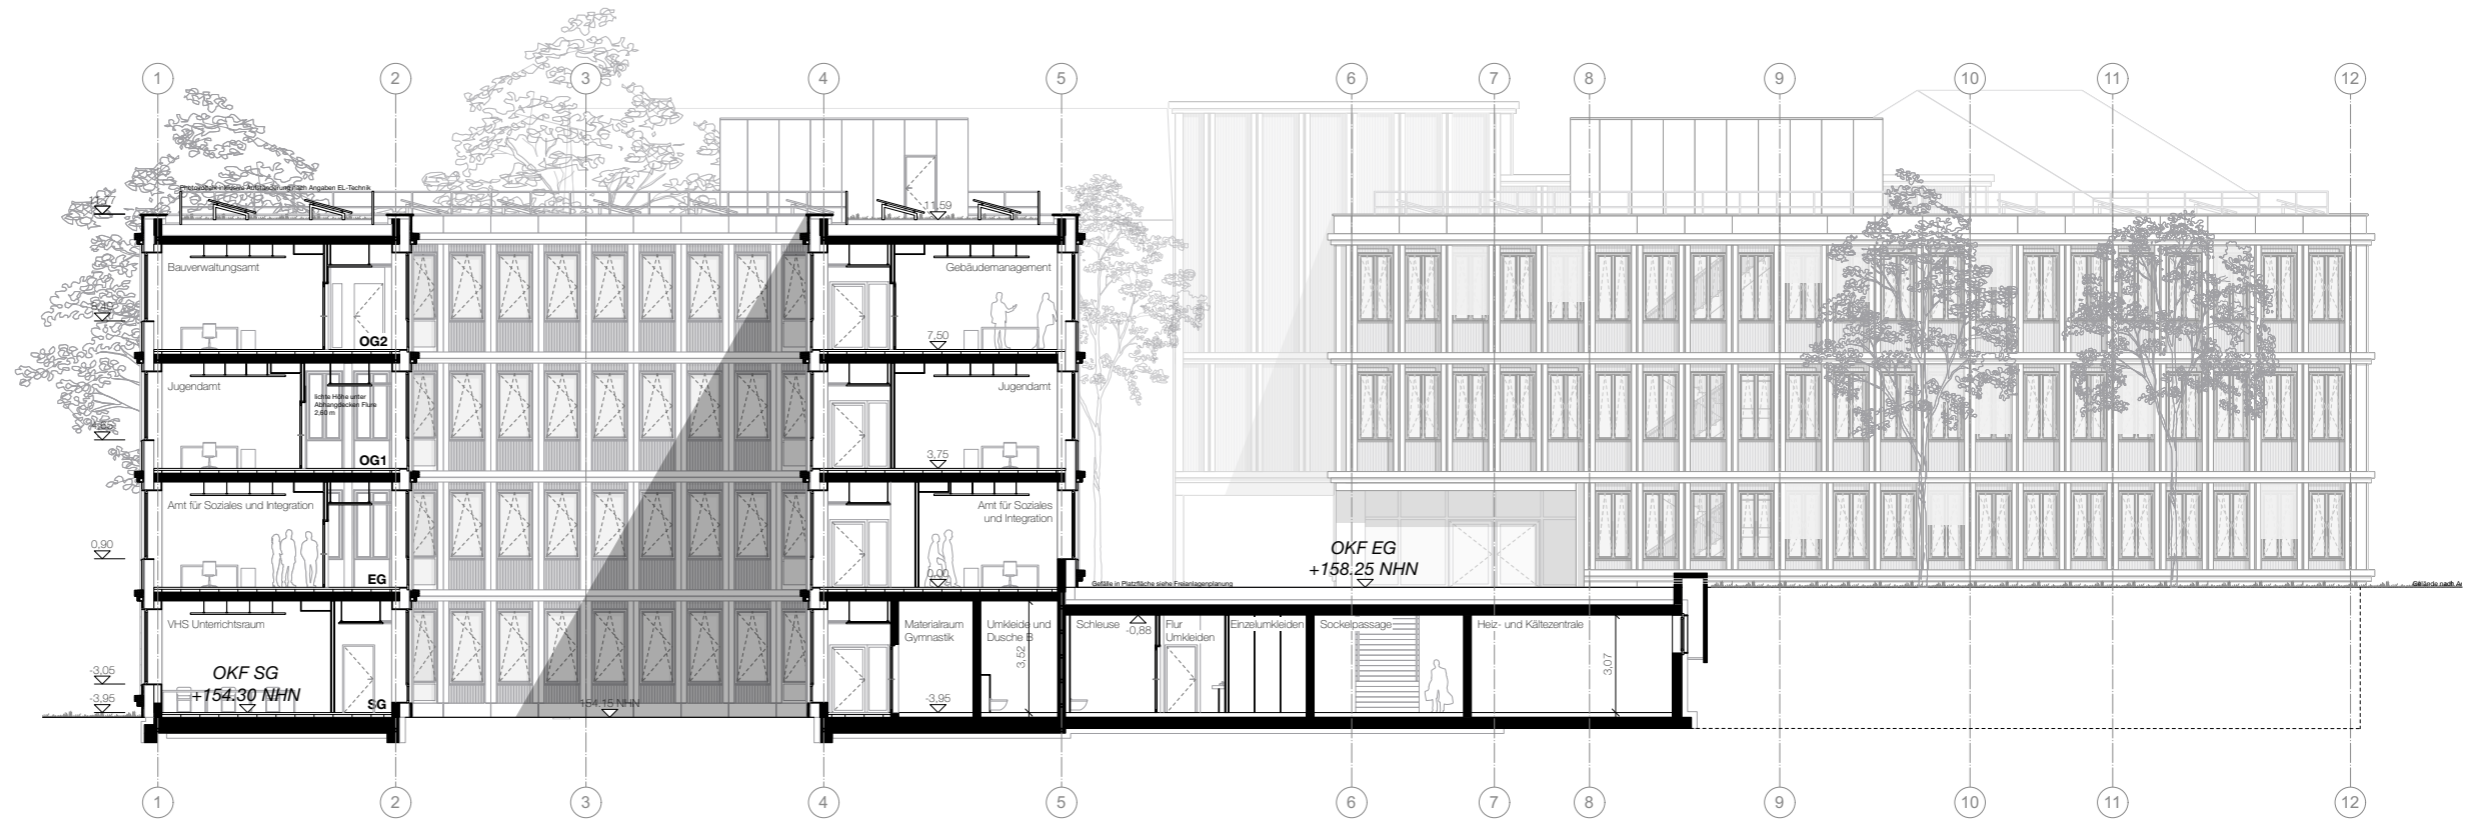 1 2 3 4 5 6 7 8 9 10 11 12
Photovoltaik inklusive Aufständerung nach Angaben EL-Technik
11,59
Bauverwaltungsamt
Gebäudemanagement
OG2
7,50
Jugendamt
lichte Höhe unter
Abhangdecken Flure
2,60 m
Jugendamt
OG1
3,75
Amt für Soziales und Integration
Amt für Soziales
und Integration
0,90
EG
0,00
OKF EG
+158.25 NHN
Gefälle in Platzfläche siehe Freianlagenplanung
Gelände nach
VHS Unterrichtsraum
Materialraum
Gymnastik
Umkleide und
Dusche B
3,52
Schleuse
-0,88
Flur
Umkleiden
Einzelumkleiden
Sockelpassage
Heiz- und Kältezentrale
3,07
-3,05
-3,95
OKF SG
+154.30 NHN
SG
154.15 NHN
-3,95
1 2 3 4 5 6 7 8 9 10 11 12